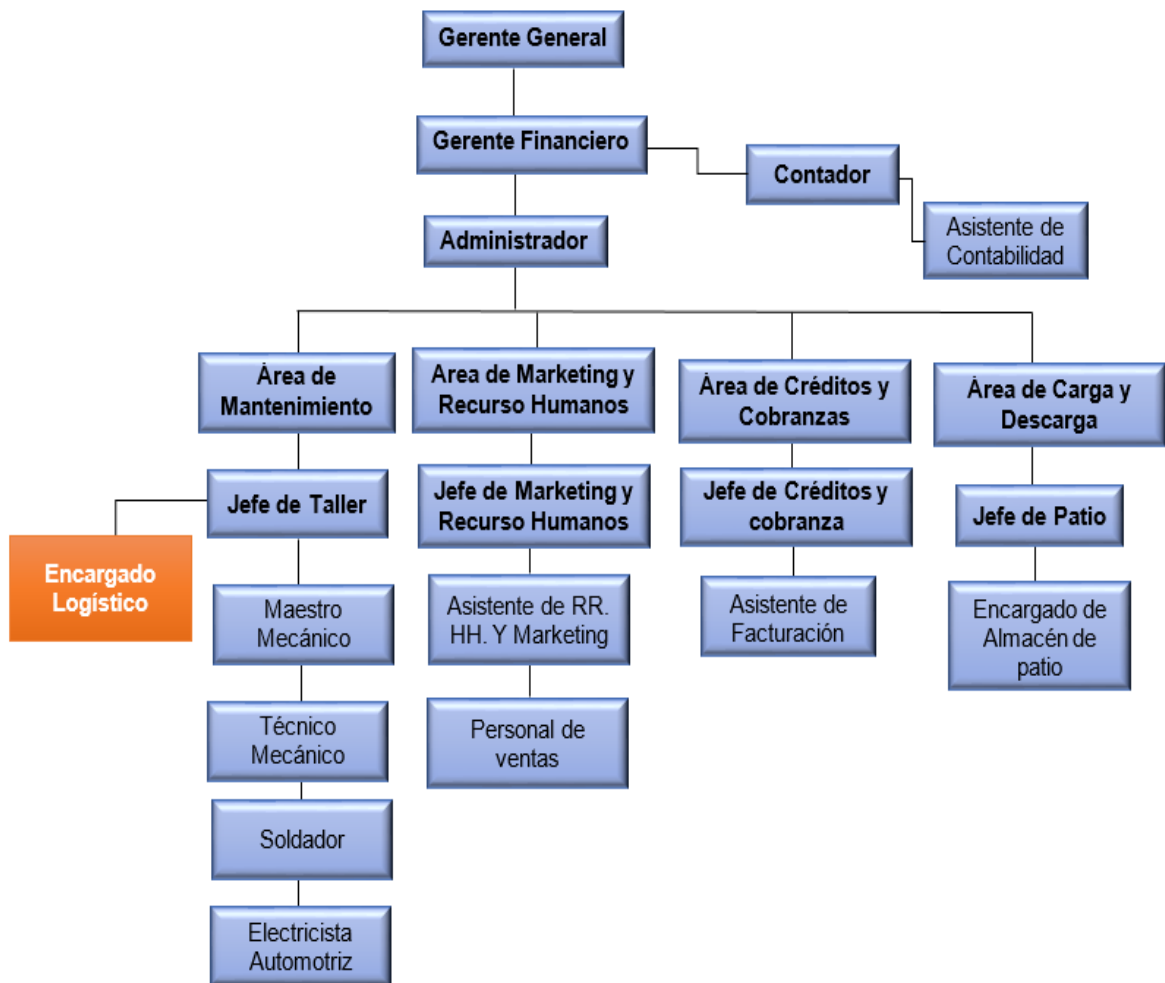 Gerente General
Gerente Financiero
Contador
Asistente de
Contabilidad
Administrador
Área de
Mantenimiento
Area de Marketing y
Recurso Humanos
Área de Créditos y
Cobranzas
Área de Carga y
Descarga
Jefe de Taller
Jefe de Marketing y
Recurso Humanos
Jefe de Créditos y
cobranza
Jefe de Patio
Encargado
Logístico
Maestro
Mecánico
Asistente de RR.
HH. Y Marketing
Asistente de
Facturación
Encargado de
Almacén de
patio
Técnico
Mecánico
Personal de
ventas
Soldador
Electricista
Automotriz